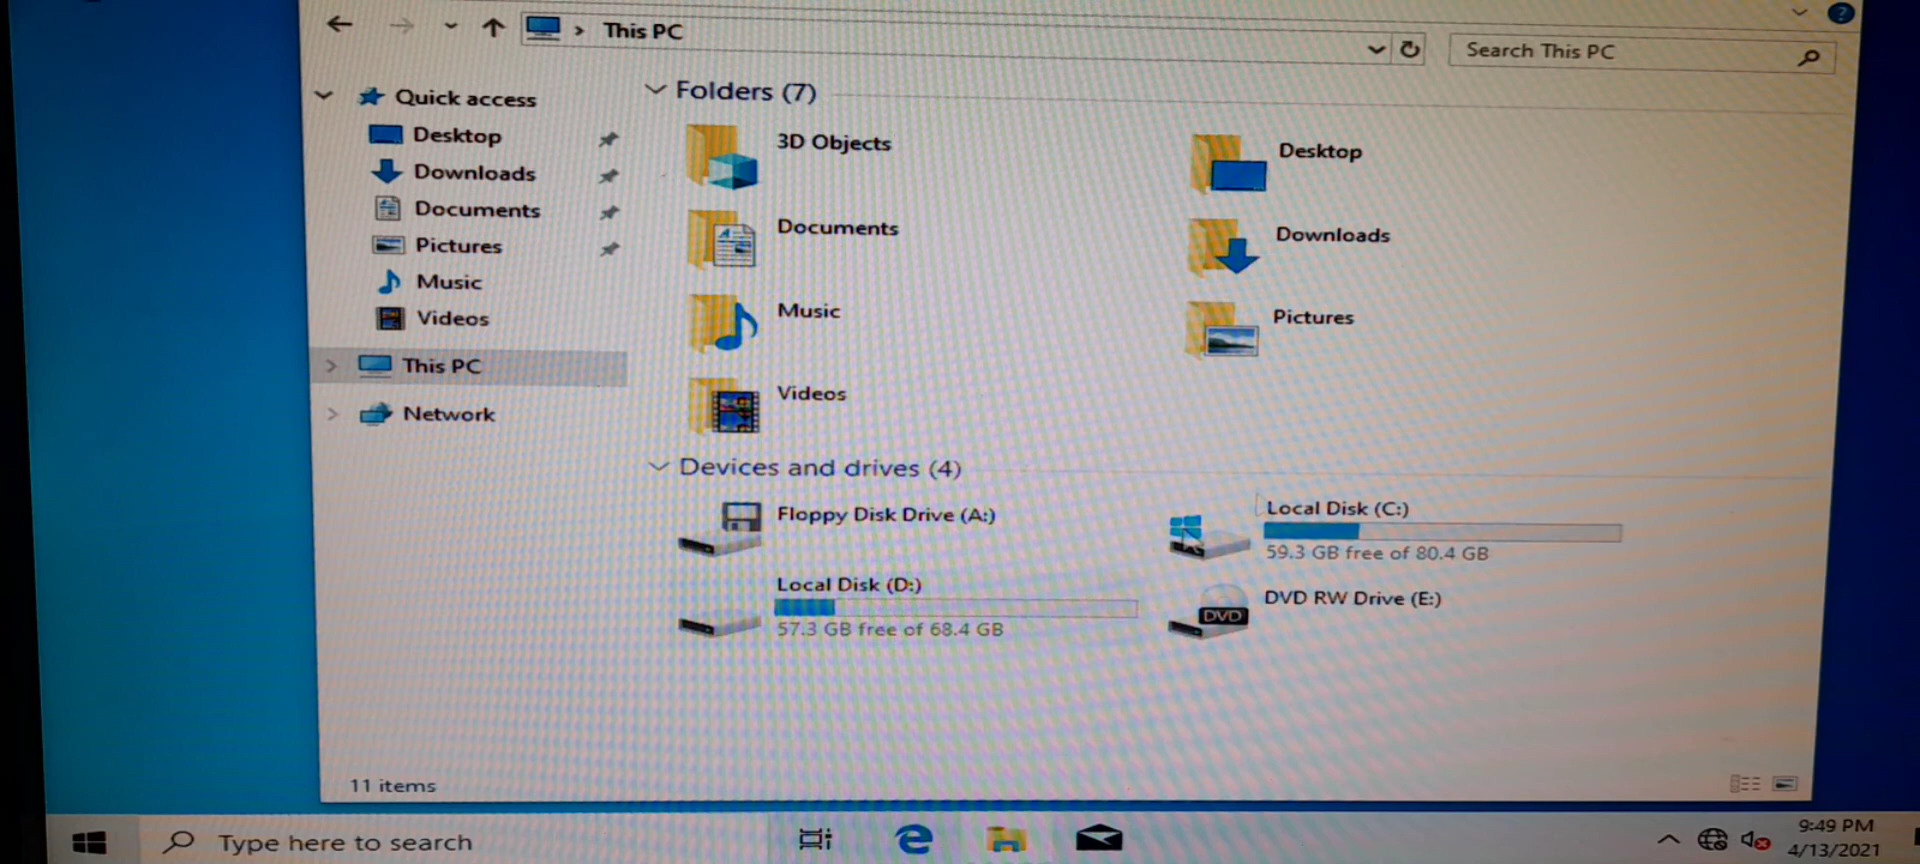 This PC
Search This PC
Quick access
Desktop
Downloads
Documents
Pictures
Music
Videos
This PC
Network
Folders (7)
3D Objects
Desktop
Documents
Downloads
Music
Pictures
Videos
Devices and drives (4)
Floppy Disk Drive (A:)
Local Disk (C:)
59.3 GB free of 80.4 GB
Local Disk (D:)
57.3 GB free of 68.4 GB
DVD RW Drive (E:)
DVD
11 items
Type here to search
9:49 PM
4/13/2021